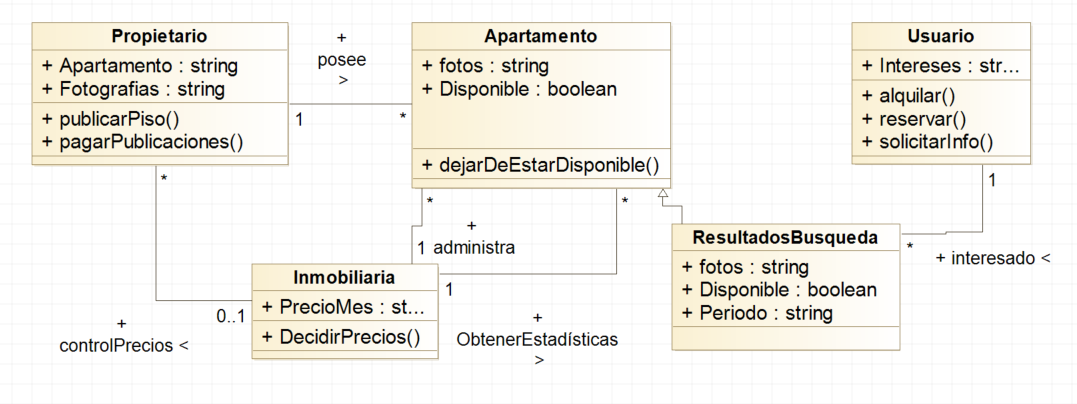 Propietario
+ Apartamento : string
+ Fotografias : string
+ publicarPiso()
+ pagarPublicaciones()
+
posee
>
1
*
Apartamento
+ fotos : string
+ Disponible : boolean
+ dejarDeEstarDisponible()
Usuario
+ Intereses : str...
+ alquilar()
+ reservar()
+ solicitarInfo()
*
*
+
1 administra
*
1
ResultadosBusqueda
+ fotos : string
+ Disponible : boolean
+ Periodo : string
*
+ interesado <
Inmobiliaria
+ PrecioMes : st...
+ DecidirPrecios()
0..1
+
controlPrecios <
1
+
ObtenerEstadísticas
>